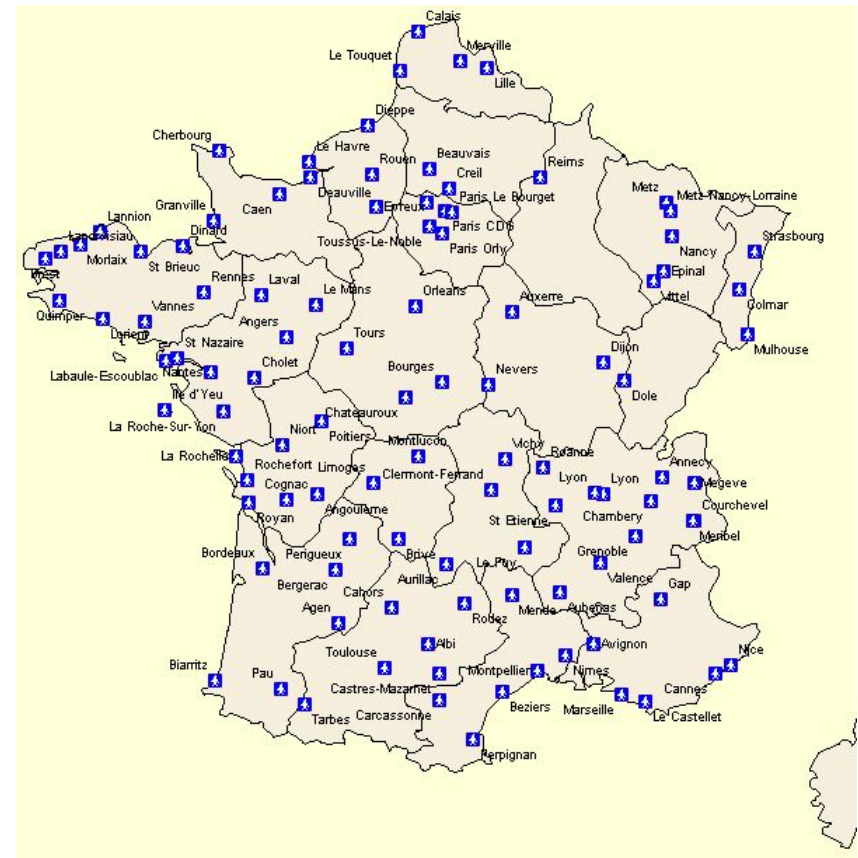 Calais
Merville
Le Touquet
Lille
Dieppe
Cherbourg
Le Havre
Rouen
Beauvais
Creil
Reims
Metz
Metz-Nancy-Lorraine
Deauville
Evreux
Paris Le Bourget
Granville
Caen
Lannion
Dinard
Paris CDG
Strasbourg
Toussus-Le-Noble
Paris Orly
Nancy
Landivisiau
Morlaix
St Brieuc
Brest
Epinal
Rennes
Laval
Vittel
Colmar
Quimper
Vannes
Le Mans
Orleans
Auxerre
Lorient
Angers
Mulhouse
St Nazaire
Tours
Dijon
Labaule-Escoublac
Nantes
Cholet
Bourges
Nevers
Dole
Ile d'Yeu
La Roche-Sur-Yon
Chateauroux
Niort
Poitiers
Montlucon
Vichy
Roanne
La Rochelle
Rochefort
Limoges
Clermont-Ferrand
Annecy
Lyon
Lyon
Megeve
Cognac
Royan
Angouleme
Chambery
Courchevel
St Etienne
Meribel
Bordeaux
Perigueux
Brive
Le Puy
Grenoble
Bergerac
Aurillac
Valence
Gap
Cahors
Agen
Rodez
Mende
Aubenas
Albi
Avignon
Toulouse
Nice
Biarritz
Pau
Castres-Mazamet
Montpellier
Nimes
Cannes
Tarbes
Carcassonne
Beziers
Marseille
Le Castellet
Perpignan